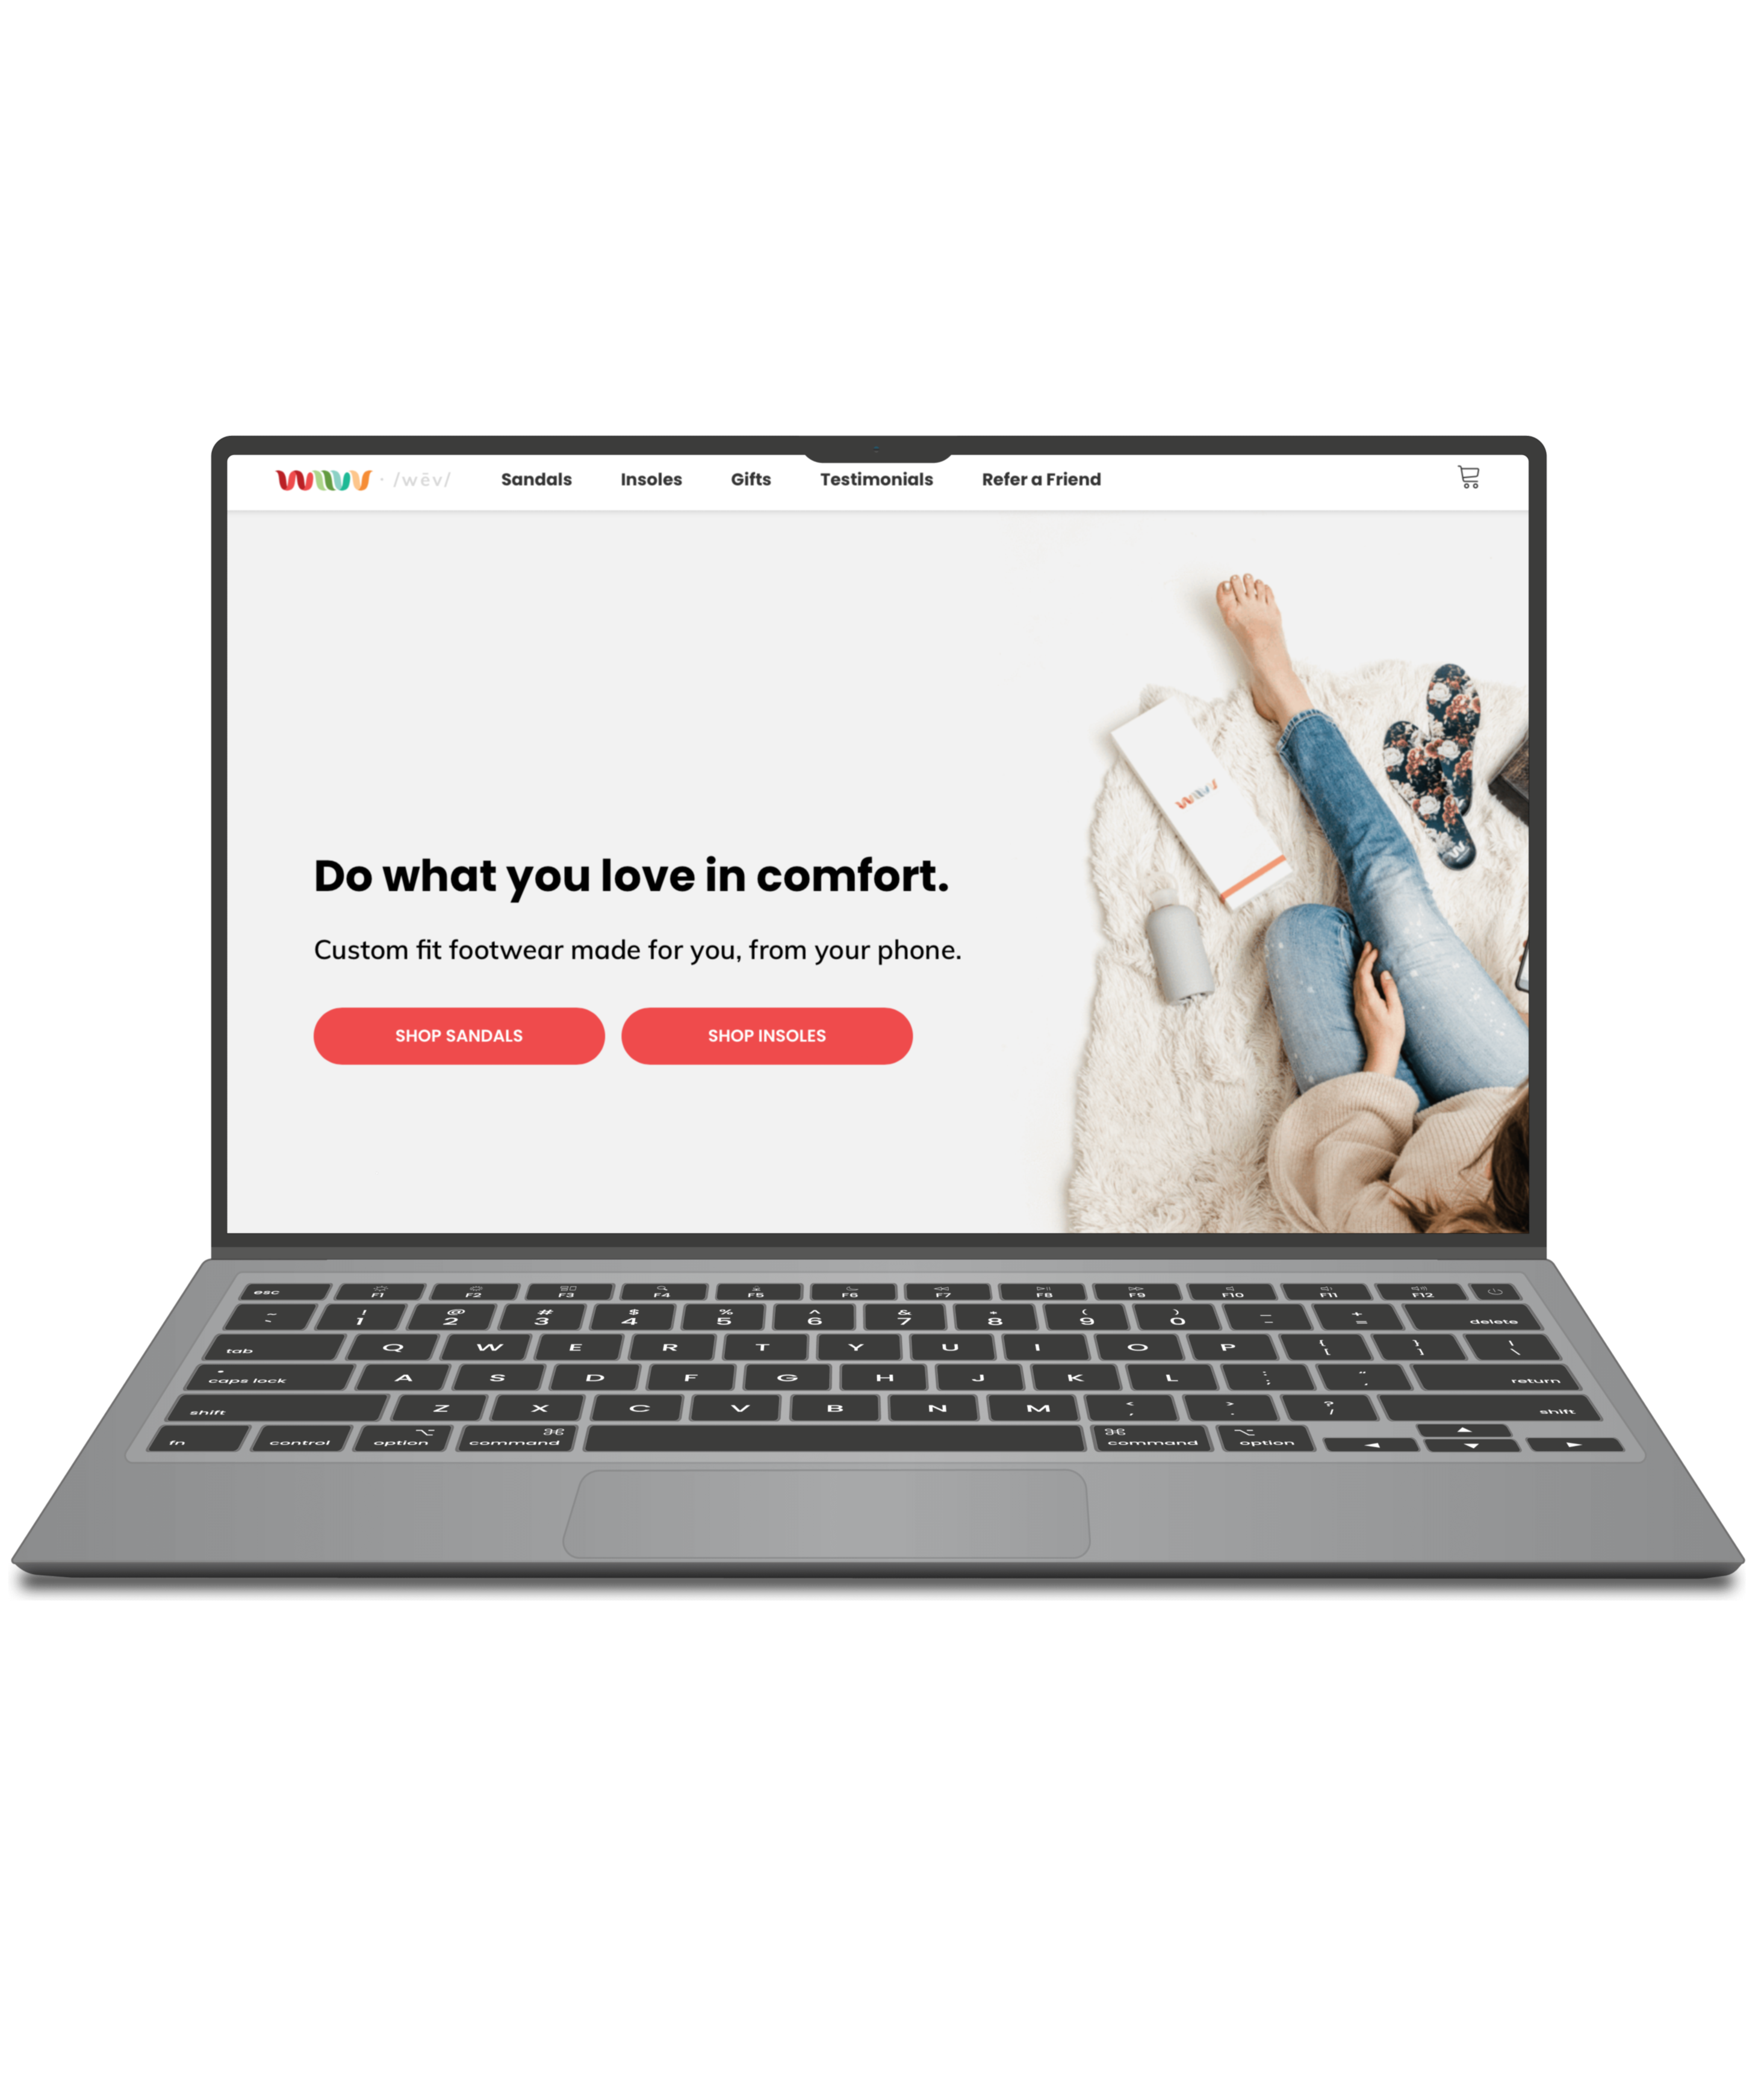 wiivv · /wēv/ Sandals Insoles Gifts Testimonials Refer a Friend
wiivv
W
Do what you love in comfort.
Custom fit footwear made for you, from your phone.
SHOP SANDALS SHOP INSOLES
esc F1 F2 F3 F4 F5 F6 F7 F8 F9 F10 F11 F12
~ ! @ # $ % ^ & * ( ) _ +
` 1 2 3 4 5 6 7 8 9 0 - = delete
tab Q W E R T Y U I O P { [ } ] | \
caps lock A S D F G H J K L : ; " ' return
shift Z X C V B N M < , > . ? / shift
fn control option command command option